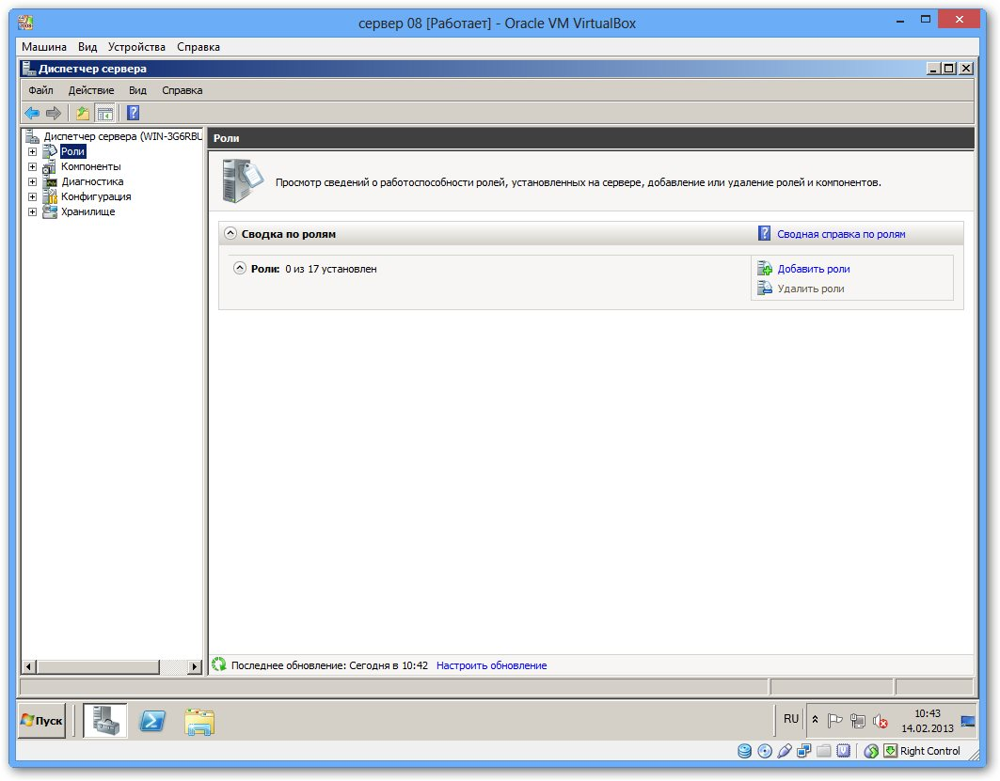 сервер 08 [Работает] - Oracle VM VirtualBox
Машина Вид Устройства Справка
Диспетчер сервера
Файл Действие Вид Справка
Диспетчер сервера (WIN-3G6RBU
Роли
Компоненты
Диагностика
Конфигурация
Хранилище
Роли
Просмотр сведений о работоспособности ролей, установленных на сервере, добавление или удаление ролей и компонентов.
Сводка по ролям
Сводная справка по ролям
Роли: 0 из 17 установлен
Добавить роли
Удалить роли
Последнее обновление: Сегодня в 10:42 Настроить обновление
Пуск
RU
10:43
14.02.2013
Right Control